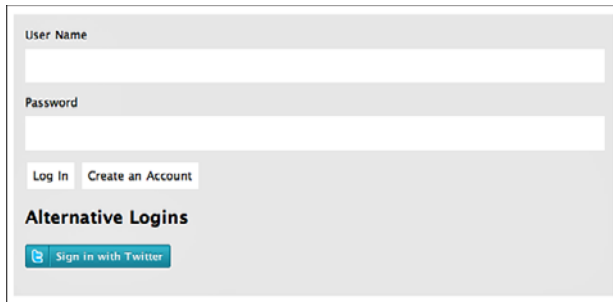 User Name
Password
Log In Create an Account
Alternative Logins
Sign in with Twitter